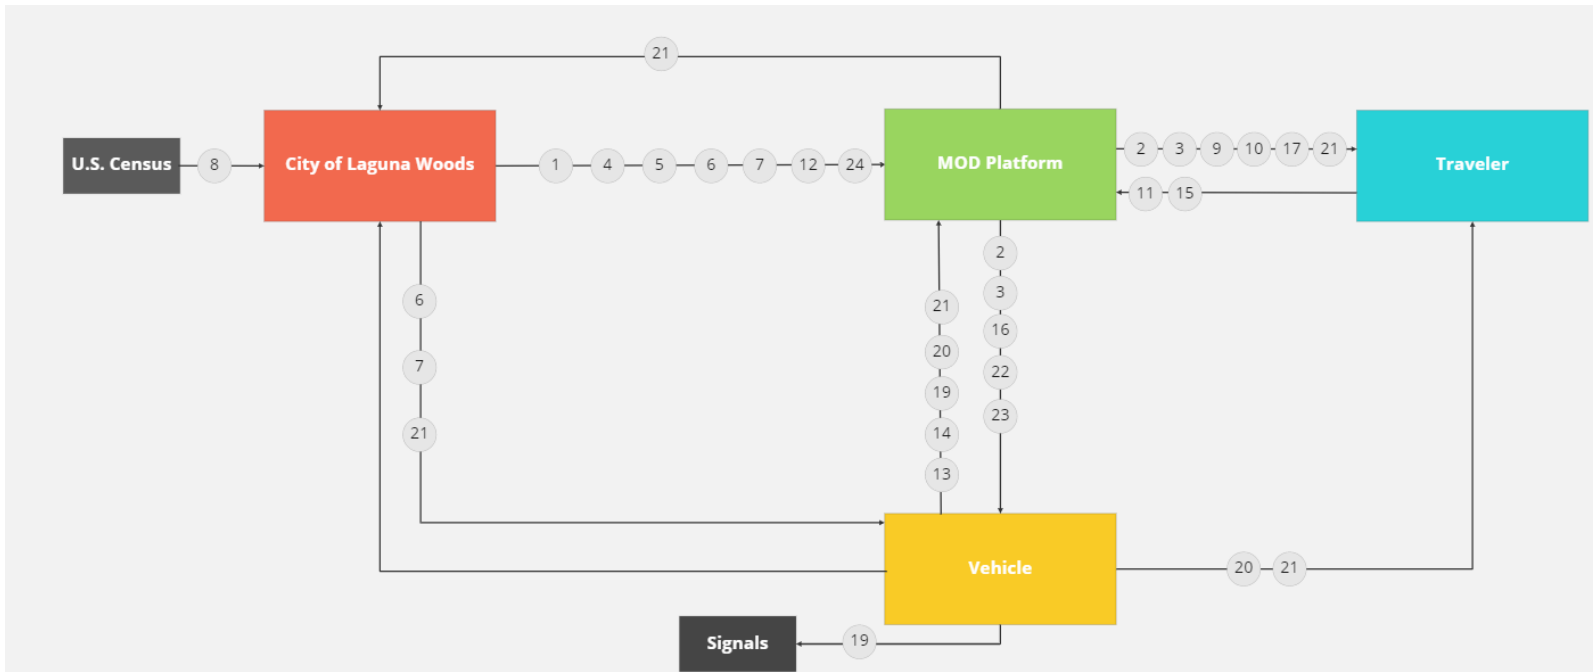 21
U.S. Census
8
City of Laguna Woods
1 4 5 6 7 12 24
MOD Platform
2 3 9 10 17 21
Traveler
11 15
6
7
21
21
20
19
14
13
2
3
16
22
23
Vehicle
20 21
Signals
19